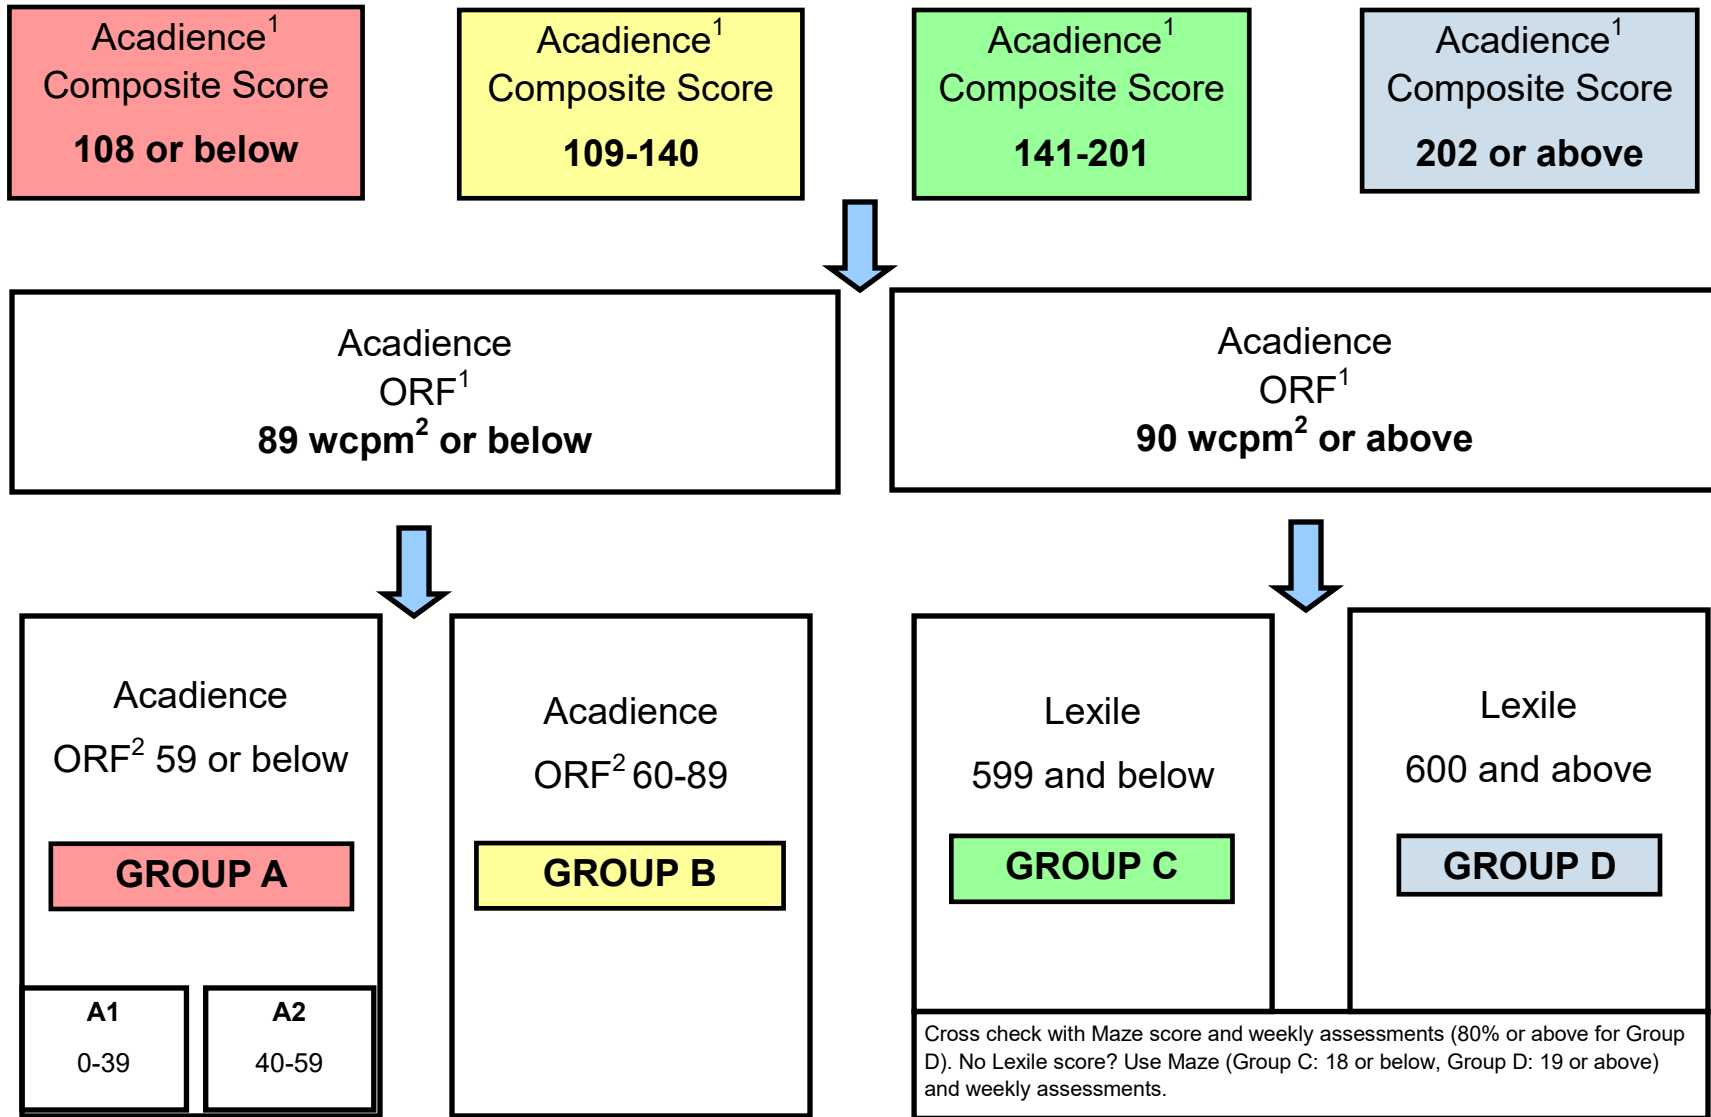 Acadience¹
Composite Score
108 or below
Acadience¹
Composite Score
109-140
Acadience¹
Composite Score
141-201
Acadience¹
Composite Score
202 or above
Acadience
ORF¹
89 wcpm² or below
Acadience
ORF¹
90 wcpm² or above
Acadience
ORF² 59 or below
GROUP A
A1
0-39
A2
40-59
Acadience
ORF² 60-89
GROUP B
Lexile
599 and below
GROUP C
Lexile
600 and above
GROUP D
Cross check with Maze score and weekly assessments (80% or above for Group
D). No Lexile score? Use Maze (Group C: 18 or below, Group D: 19 or above)
and weekly assessments.